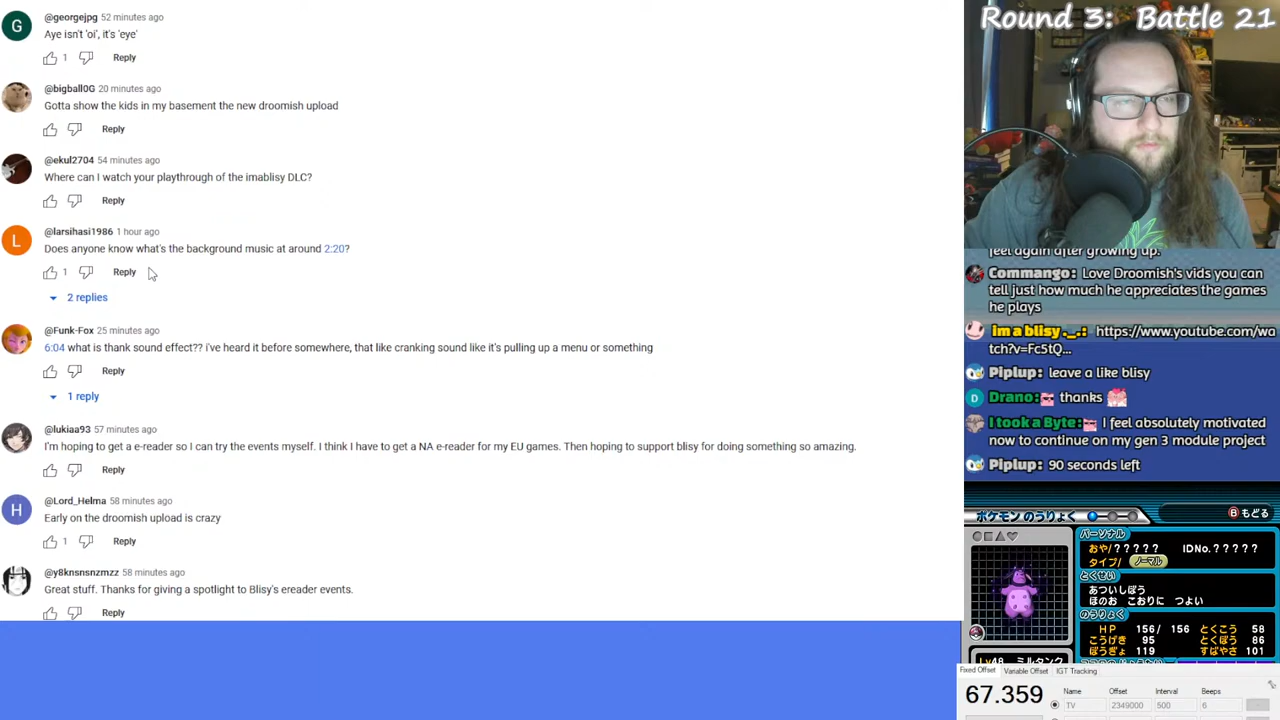 @georgejpg 52 minutes ago
Aye isn't 'oi', it's 'eye'
1 Reply
@bigball0G 20 minutes ago
Gotta show the kids in my basement the new droomish upload
Reply
@ekul2704 54 minutes ago
Where can I watch your playthrough of the imablisy DLC?
Reply
@larsihasi1986 1 hour ago
Does anyone know what's the background music at around 2:20?
1 Reply
2 replies
@Funk-Fox 25 minutes ago
6:04 what is thank sound effect?? i've heard it before somewhere, that like cranking sound like it's pulling up a menu or something
Reply
1 reply
@lukiaa93 57 minutes ago
I'm hoping to get a e-reader so I can try the events myself. I think I have to get a NA e-reader for my EU games. Then hoping to support blisy for doing something so amazing.
Reply
@Lord_Helma 58 minutes ago
Early on the droomish upload is crazy
1 Reply
@y8knsnsnzmzz 58 minutes ago
Great stuff. Thanks for giving a spotlight to Blisy's ereader events.
Reply
Round 3: Battle 21
feel again after growing up.
Commango: Love Droomish's vids you can
tell just how much he appreciates the games
he plays
im a blisy ._.: https://www.youtube.com/wa
tch?v=Fc5tQ...
Piplup: leave a like blisy
Drano: thanks
I took a Byte: I feel absolutely motivated
now to continue on my gen 3 module project
Piplup: 90 seconds left
ポケモン のうりょく Bもどる
パーソナル
おや/????? IDNo.?????
タイプ/ ノーマル
とくせい
あついしぼう
ほのお こおりに つよい
のうりょく
HP 156/ 156 とくこう 58
こうげき 95 とくぼう 86
ぼうぎょ 119 すばやさ 101
Lv48 ミルタンク
Fixed Offset Variable Offset IGT Tracking
67.359
Name Offset Interval Beeps
TV 2349000 500 6